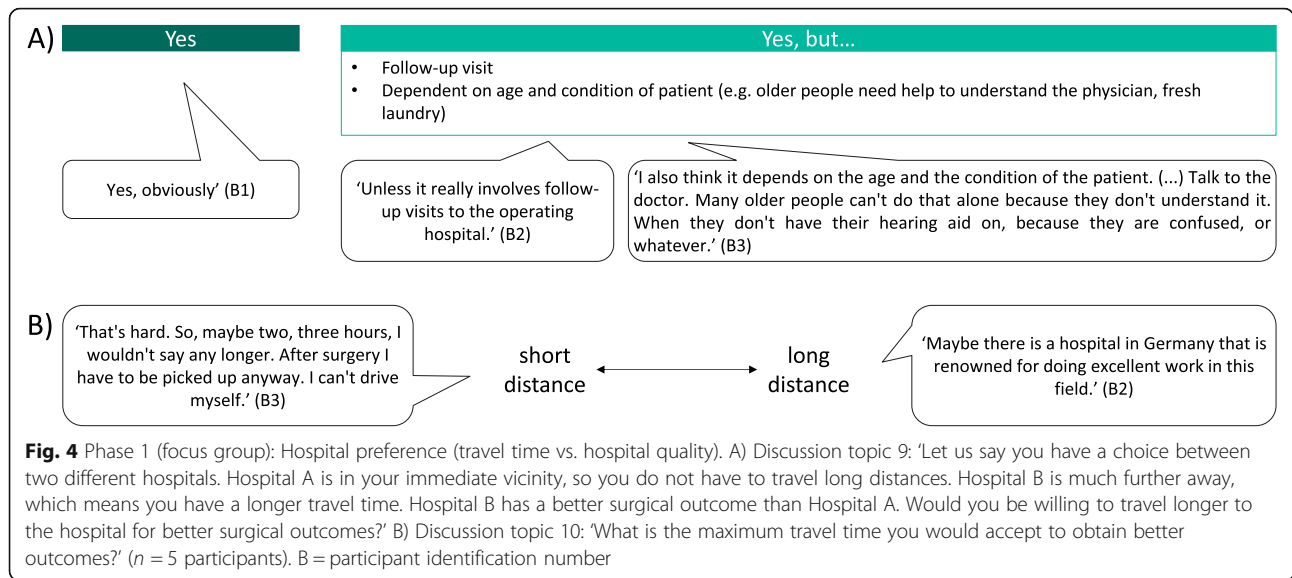 A)
Yes
Yes, but...
• Follow-up visit
• Dependent on age and condition of patient (e.g. older people need help to understand the physician, fresh
laundry)
Yes, obviously’ (B1)
‘Unless it really involves follow-
up visits to the operating
hospital.’ (B2)
‘I also think it depends on the age and the condition of the patient. (...) Talk to the
doctor. Many older people can't do that alone because they don't understand it.
When they don't have their hearing aid on, because they are confused, or
whatever.’ (B3)
B)
‘That's hard. So, maybe two, three hours, I
wouldn't say any longer. After surgery I
have to be picked up anyway. I can't drive
myself.’ (B3)
short
distance
long
distance
‘Maybe there is a hospital in Germany that is
renowned for doing excellent work in this
field.’ (B2)
Fig. 4 Phase 1 (focus group): Hospital preference (travel time vs. hospital quality). A) Discussion topic 9: ‘Let us say you have a choice between
two different hospitals. Hospital A is in your immediate vicinity, so you do not have to travel long distances. Hospital B is much further away,
which means you have a longer travel time. Hospital B has a better surgical outcome than Hospital A. Would you be willing to travel longer to
the hospital for better surgical outcomes?’ B) Discussion topic 10: ‘What is the maximum travel time you would accept to obtain better
outcomes?’ (n = 5 participants). B = participant identification number